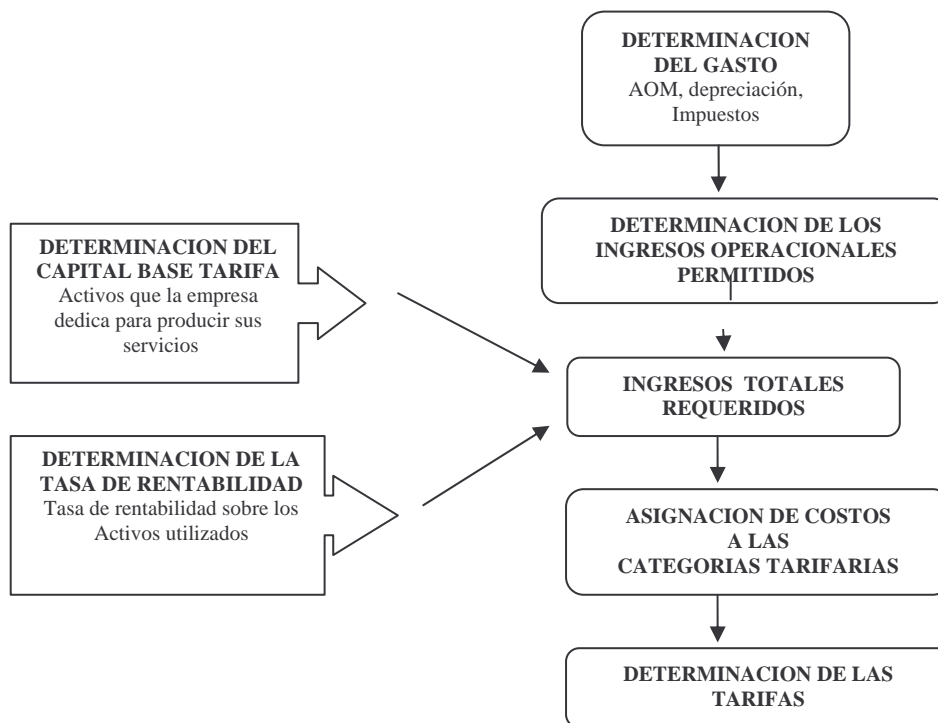 DETERMINACION
DEL GASTO
AOM, depreciación,
Impuestos
DETERMINACION DE LOS
INGRESOS OPERACIONALES
PERMITIDOS
DETERMINACION DEL
CAPITAL BASE TARIFA
Activos que la empresa
dedica para producir sus
servicios
INGRESOS TOTALES
REQUERIDOS
DETERMINACION DE LA
TASA DE RENTABILIDAD
Tasa de rentabilidad sobre los
Activos utilizados
ASIGNACION DE COSTOS
A LAS
CATEGORIAS TARIFARIAS
DETERMINACION DE LAS
TARIFAS